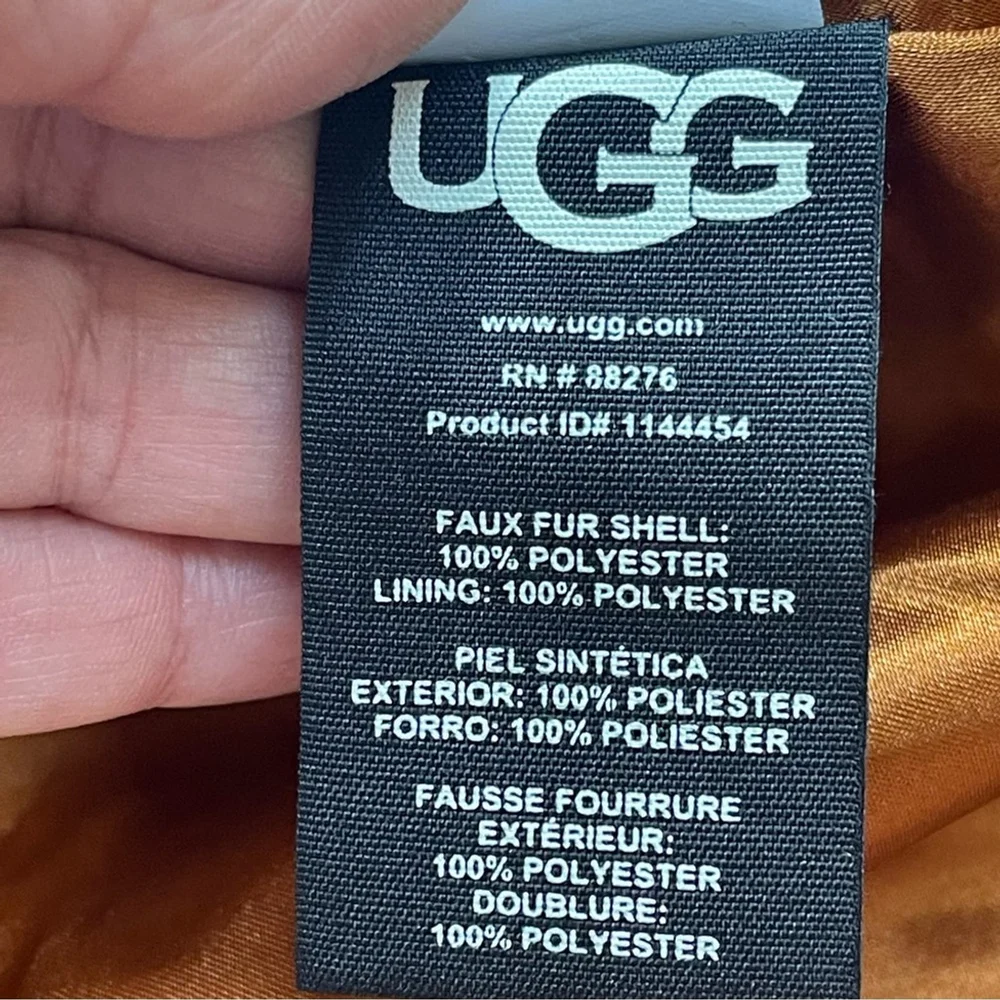 UGG
www.ugg.com
RN # 88276
Product ID# 1144454
FAUX FUR SHELL:
100% POLYESTER
LINING: 100% POLYESTER
PIEL SINTÉTICA
EXTERIOR: 100% POLIESTER
FORRO: 100% POLIESTER
FAUSSE FOURRURE
EXTÉRIEUR:
100% POLYESTER
DOUBLURE:
100% POLYESTER